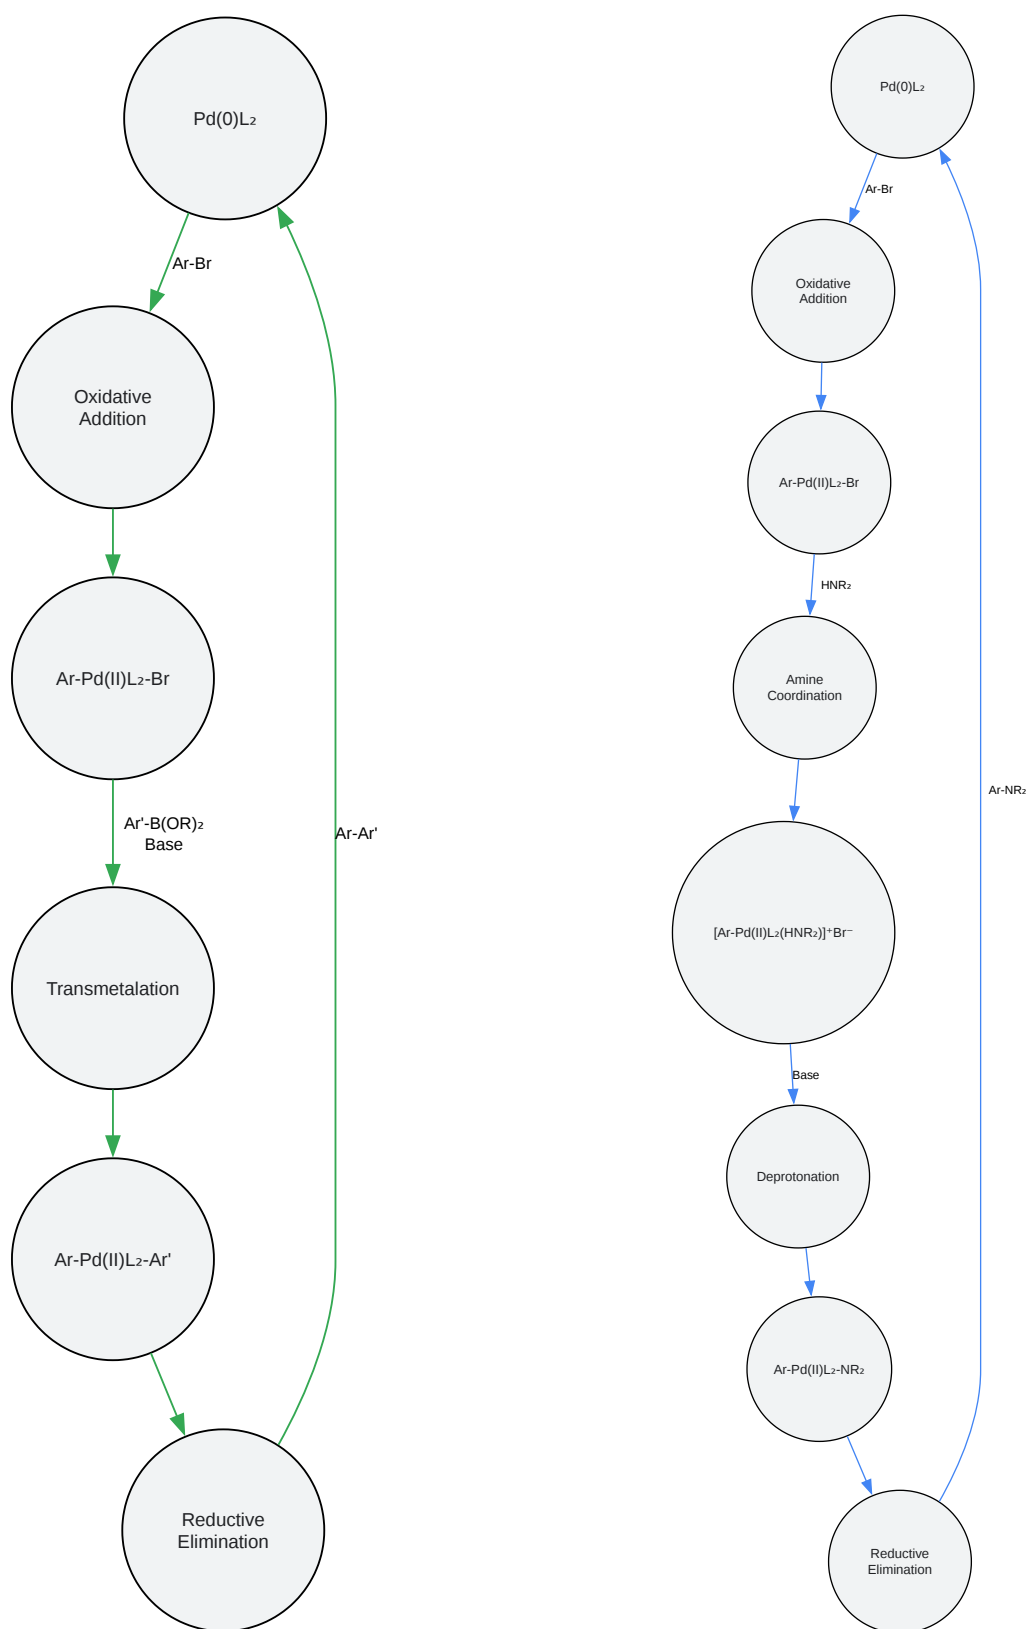 Pd(0)L₂
Ar-Br
Oxidative
Addition
Ar-Pd(II)L₂-Br
Ar'-B(OR)₂
Base
Ar-Ar'
Transmetalation
Ar-Pd(II)L₂-Ar'
Reductive
Elimination
Pd(0)L₂
Ar-Br
Oxidative
Addition
Ar-Pd(II)L₂-Br
HNR₂
Amine
Coordination
Ar-NR₂
[Ar-Pd(II)L₂(HNR₂)]⁺Br⁻
Base
Deprotonation
Ar-Pd(II)L₂-NR₂
Reductive
Elimination